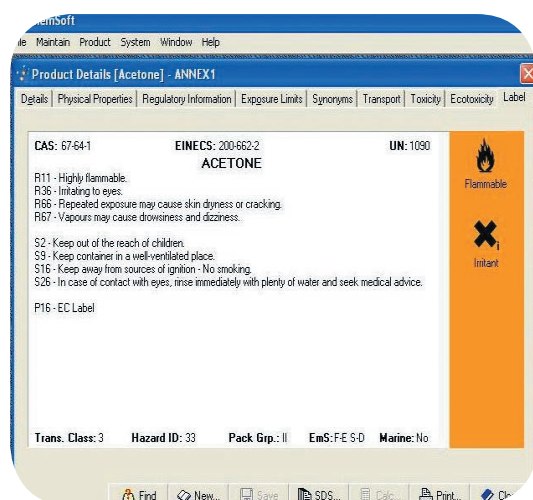 emSoft
Maintain Product System Window Help
Product Details [Acetone] - ANNEX1
Details Physical Properties Regulatory Information Exposure Limits Synonyms Transport Toxicity Ecotoxicity Label
CAS: 67-64-1 EINECS: 200-662-2 UN: 1090
ACETONE
R11 - Highly flammable.
R36 - Irritating to eyes.
R66 - Repeated exposure may cause skin dryness or cracking.
R67 - Vapours may cause drowsiness and dizziness.
S2 - Keep out of the reach of children.
S9 - Keep container in a well-ventilated place.
S16 - Keep away from sources of ignition - No smoking.
S26 - In case of contact with eyes, rinse immediately with plenty of water and seek medical advice.
P16 - EC Label
Flammable
i
Irritant
Trans. Class: 3 Hazard ID: 33 Pack Grp.: II EmS: F-E S-D Marine: No
Find New... Save SDS... Calc... Print...